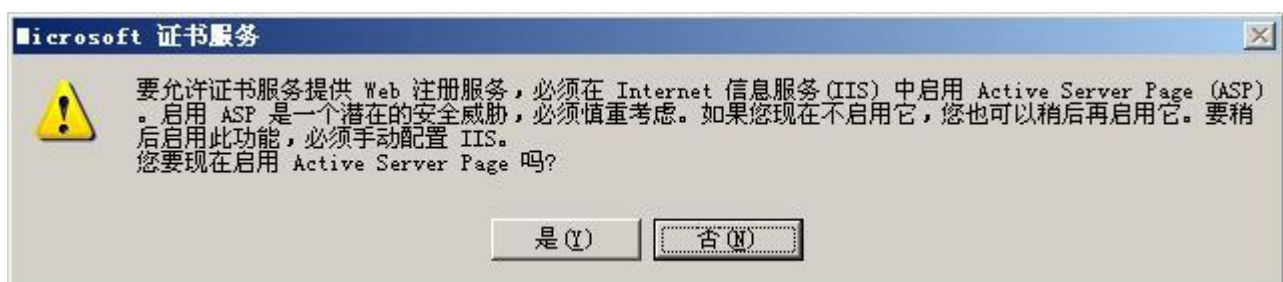 Microsoft 证书服务
要允许证书服务提供 Web 注册服务，必须在 Internet 信息服务(IIS) 中启用 Active Server Page (ASP)
。启用 ASP 是一个潜在的安全威胁，必须慎重考虑。如果您现在不启用它，您也可以稍后再启用它。要稍
后启用此功能，必须手动配置 IIS。
您要现在启用 Active Server Page 吗?
是(Y) 否(N)